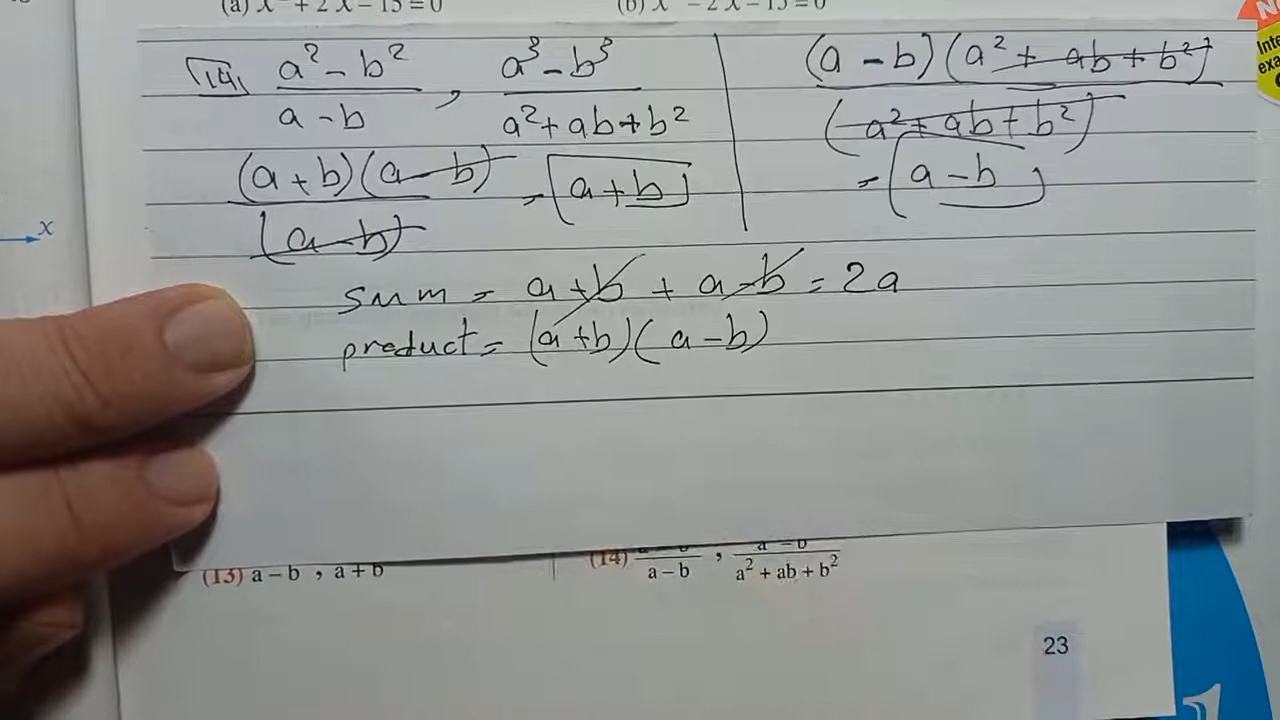 (a) x² + 2x - 15 = 0 (b) x² - 2x - 15 = 0
14 (a² - b²)/(a - b) , (a³ - b³)/(a² + ab + b²)
(a + b)(a - b)/(a - b) = a + b
(a - b)(a² + ab + b²)/(a² + ab + b²)
= a - b
sum = a + b + a - b = 2a
product = (a + b)(a - b)
(13) a - b , a + b
(14) a - b , a² + ab + b²
23
x